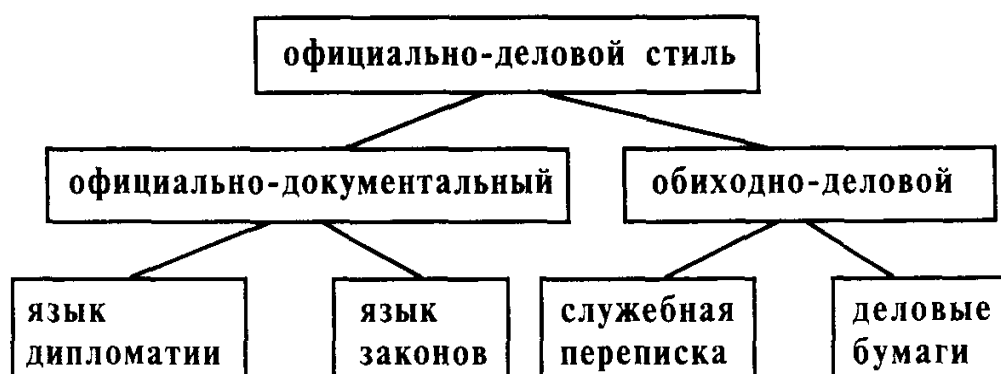 официально-деловой стиль
официально-документальный
обиходно-деловой
язык
дипломатии
язык
законов
служебная
переписка
деловые
бумаги